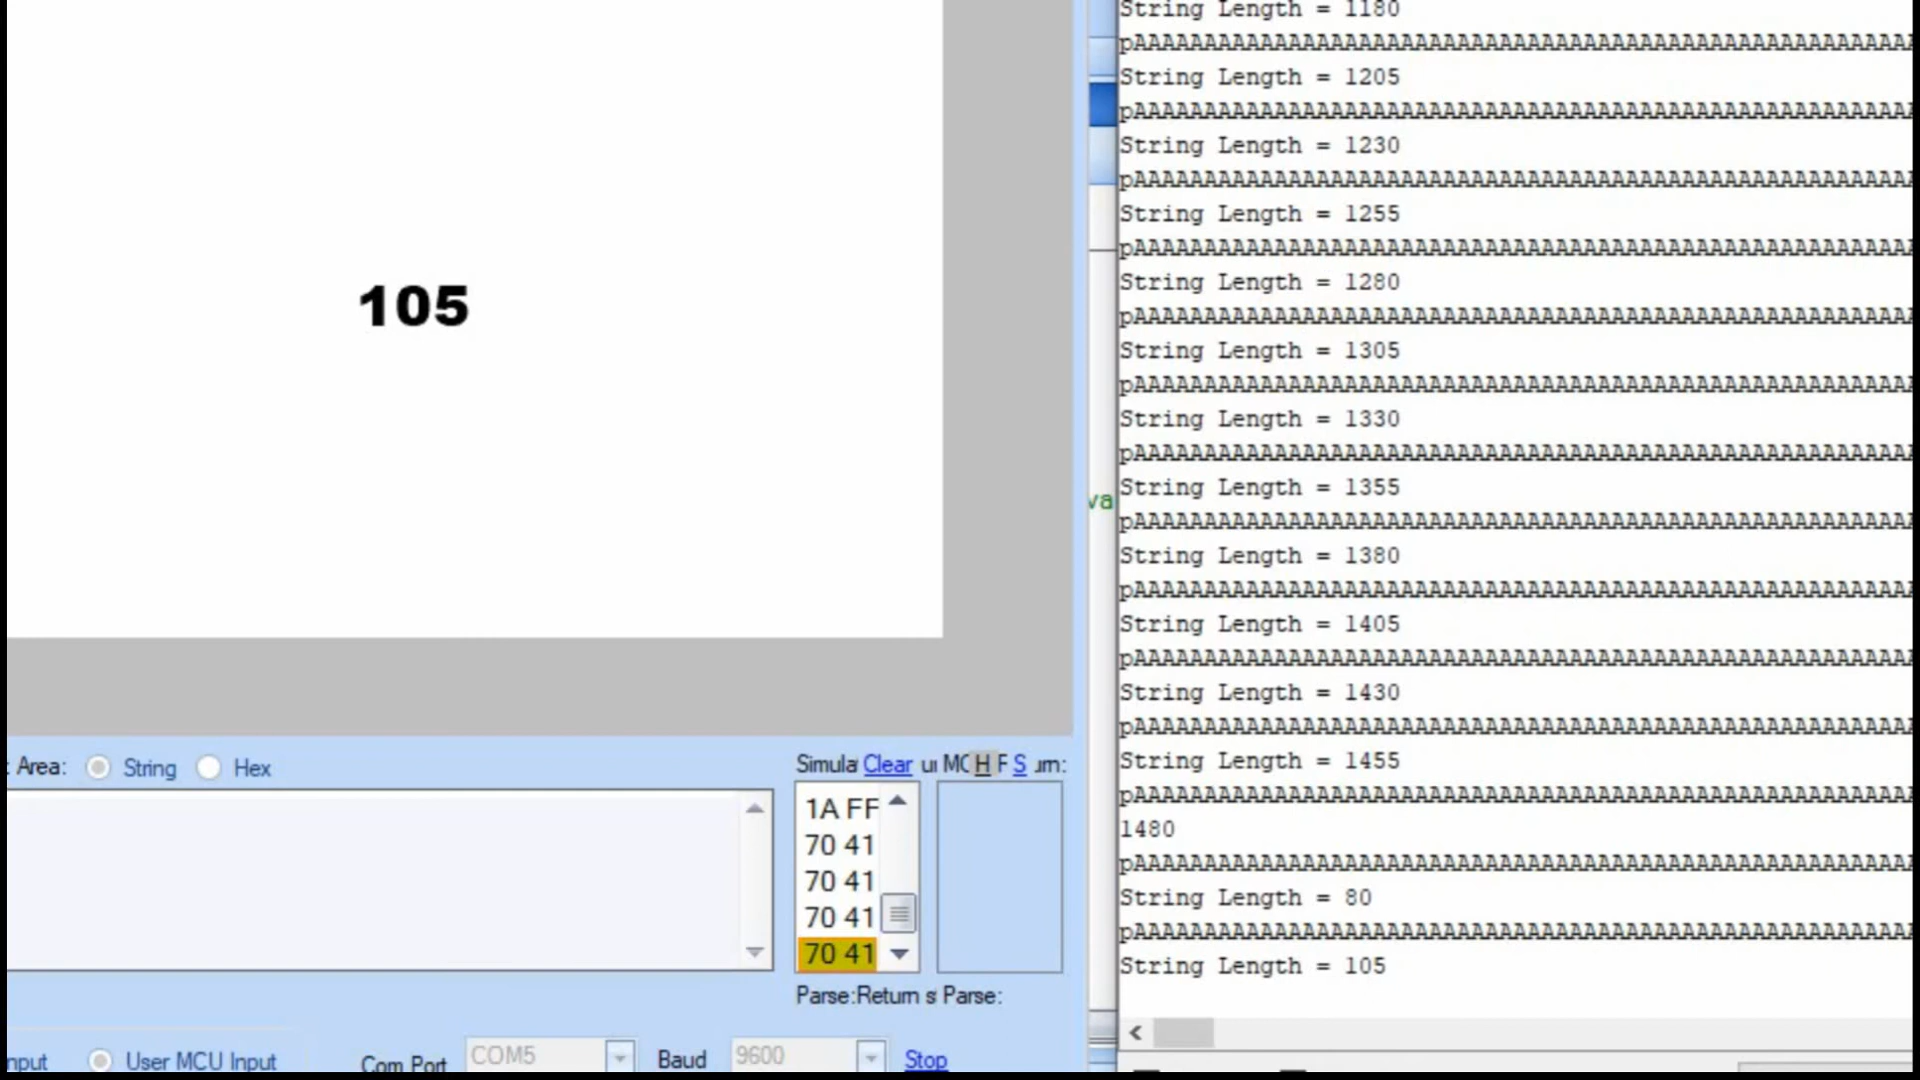 105
: Area: String Hex
Simula Clear
H F S
1A FF
70 41
70 41
70 41
70 41
Parse:Return s Parse:
nput User MCU Input Com Port COM5 Baud 9600 Stop
va
String Length = 1180
String Length = 1205
String Length = 1230
String Length = 1255
String Length = 1280
String Length = 1305
String Length = 1330
String Length = 1355
String Length = 1380
String Length = 1405
String Length = 1430
String Length = 1455
1480
String Length = 80
String Length = 105